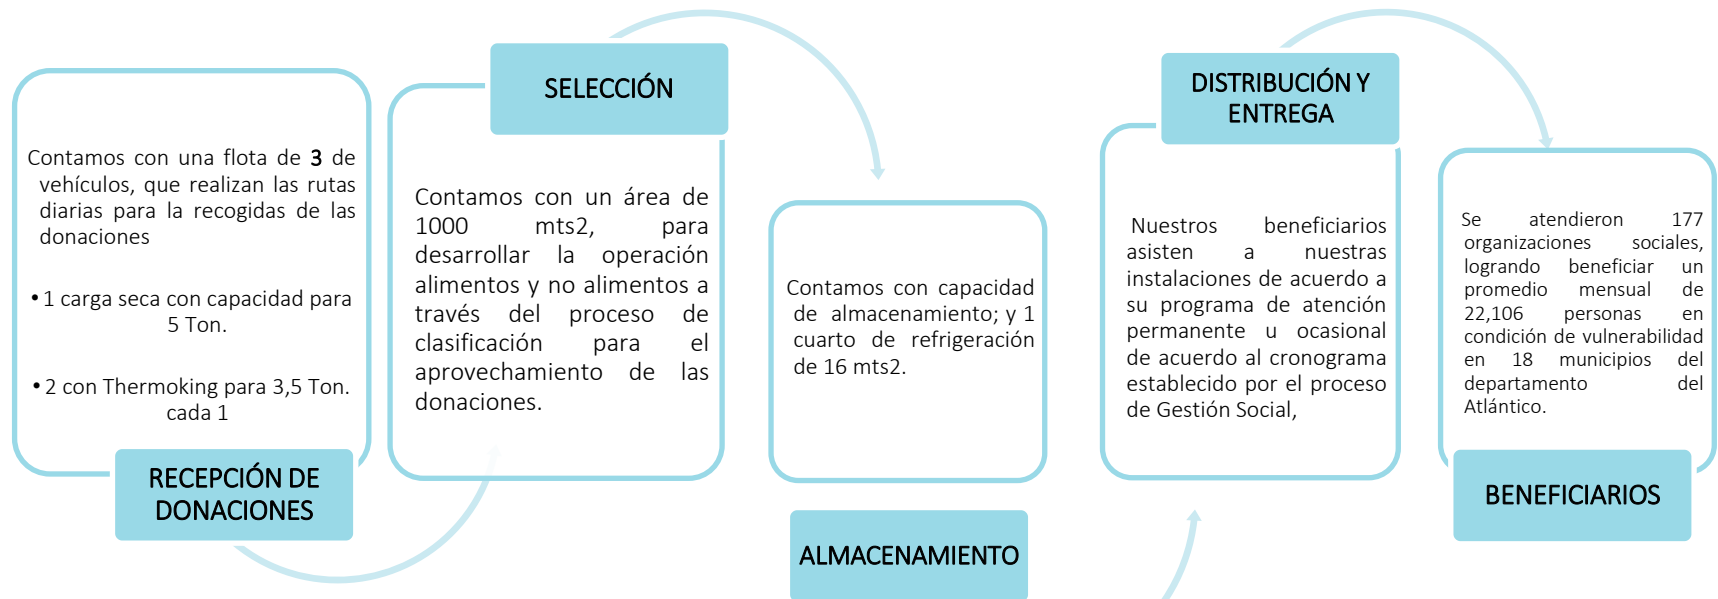 Contamos con una flota de 3 de
vehículos, que realizan las rutas
diarias para la recogidas de las
donaciones
• 1 carga seca con capacidad para
5 Ton.
• 2 con Thermoking para 3,5 Ton.
cada 1
RECEPCIÓN DE
DONACIONES
SELECCIÓN
Contamos con un área de
1000 mts2, para
desarrollar la operación
alimentos y no alimentos a
través del proceso de
clasificación para el
aprovechamiento de las
donaciones.
Contamos con capacidad
de almacenamiento; y 1
cuarto de refrigeración
de 16 mts2.
ALMACENAMIENTO
DISTRIBUCIÓN Y
ENTREGA
Nuestros beneficiarios
asisten a nuestras
instalaciones de acuerdo a
su programa de atención
permanente u ocasional
de acuerdo al cronograma
establecido por el proceso
de Gestión Social,
Se atendieron 177
organizaciones sociales,
logrando beneficiar un
promedio mensual de
22,106 personas en
condición de vulnerabilidad
en 18 municipios del
departamento del
Atlántico.
BENEFICIARIOS